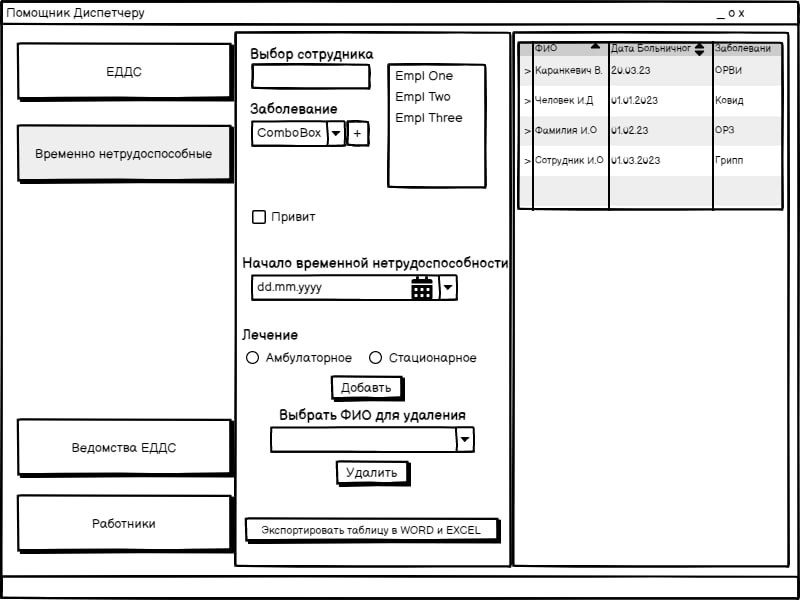 Помощник Диспетчеру
_ o x
ЕДДС
Временно нетрудоспособные
Ведомства ЕДДС
Работники
Выбор сотрудника
Empl One
Empl Two
Empl Three
Заболевание
ComboBox
+
Привит
Начало временной нетрудоспособности
dd.mm.yyyy
Лечение
Амбулаторное Стационарное
Добавть
Выбрать ФИО для удаления
Удалить
Экспортировать таблицу в WORD и EXCEL
ФИО Дата Больничног Заболевани
> Каранкевич В. 20.03.23 ОРВИ
> Человек И.Д 01.01.2023 Ковид
> Фамилия И.О 01.02.23 ОРЗ
> Сотрудник И.О 01.03.2023 Грипп